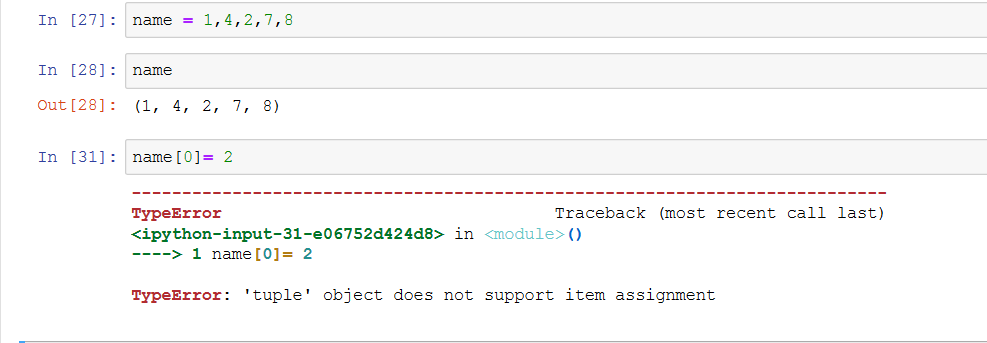 In [27]: name = 1,4,2,7,8
In [28]: name
Out[28]: (1, 4, 2, 7, 8)
In [31]: name[0]= 2
---------------------------------------------------------------------------
TypeError                                 Traceback (most recent call last)
<ipython-input-31-e06752d424d8> in <module>()
----> 1 name[0]= 2
TypeError: 'tuple' object does not support item assignment